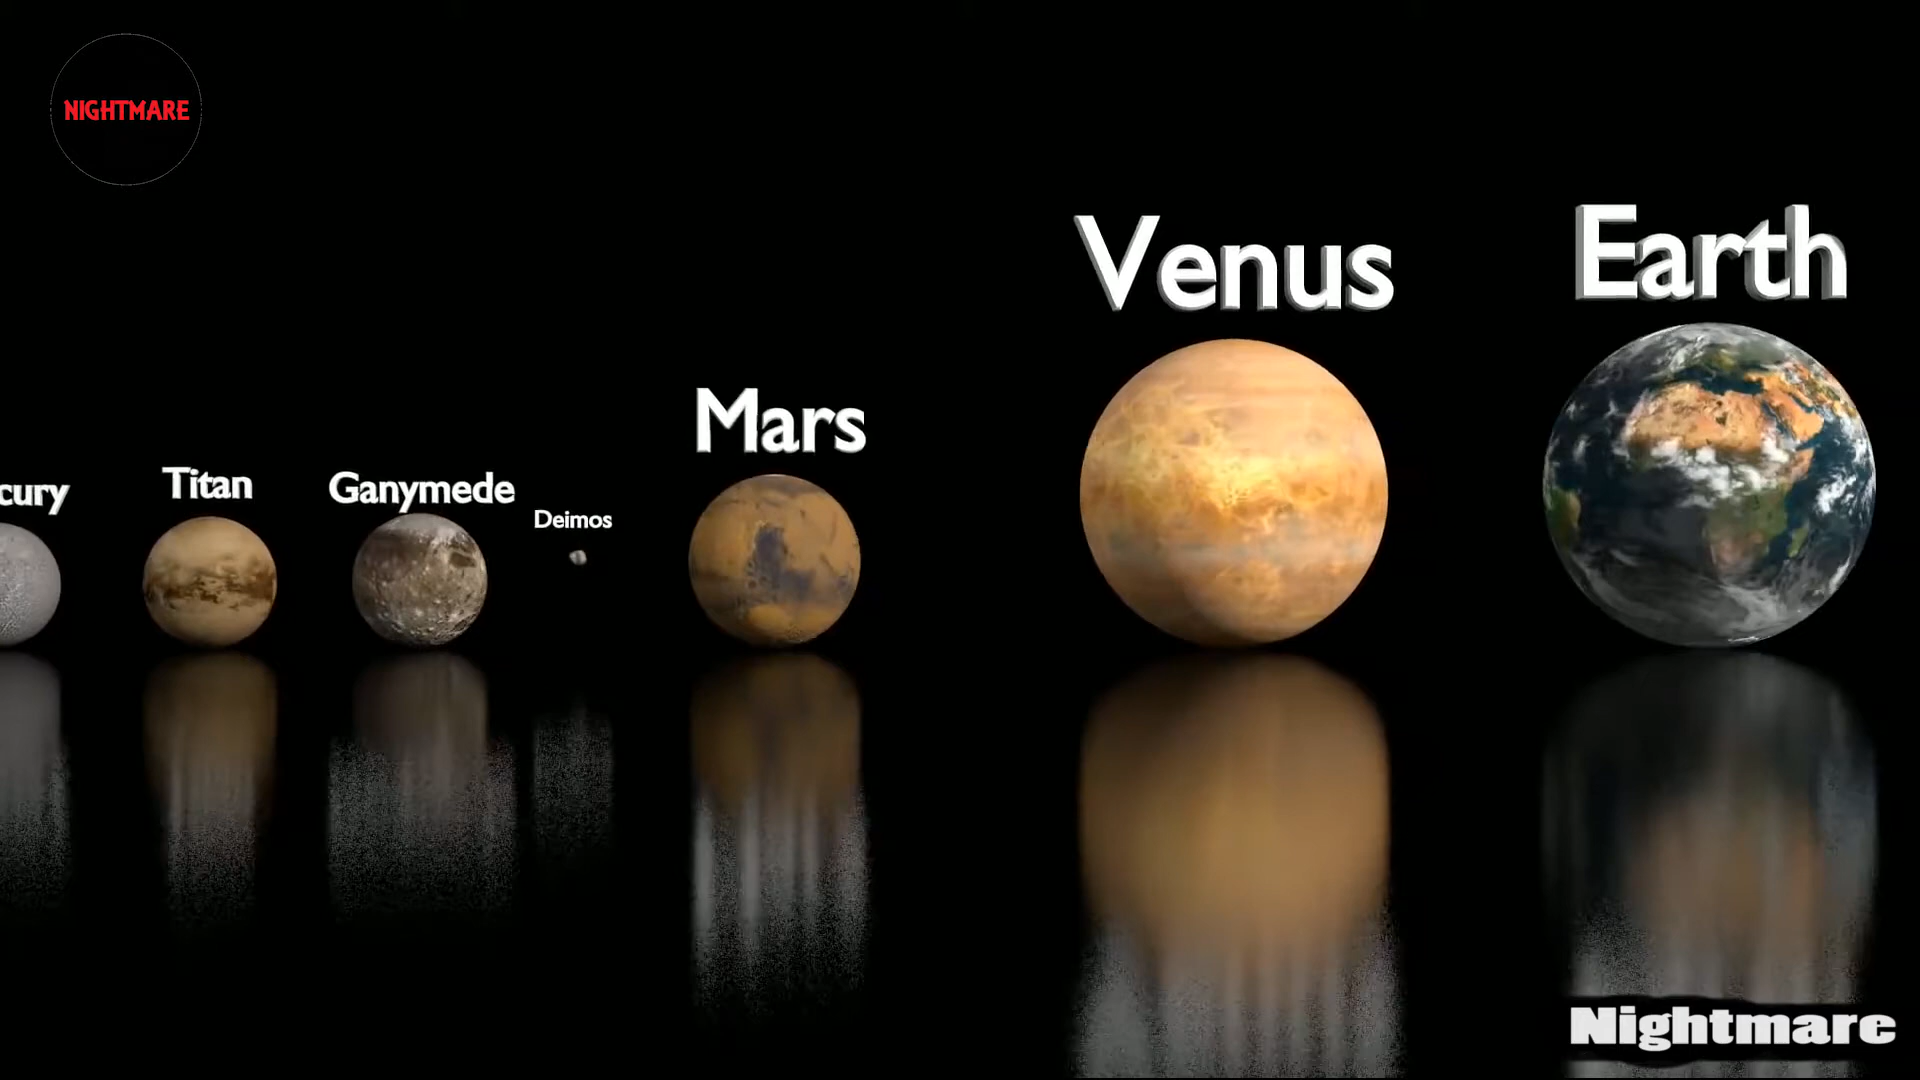 NIGHTMARE
Venus
Earth
Mars
cury
Titan
Ganymede
Deimos
Nightmare